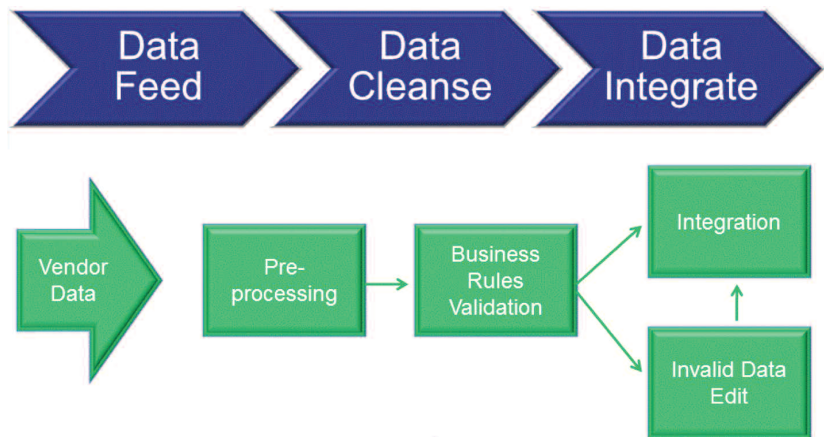 Data
Feed
Data
Cleanse
Data
Integrate
Vendor
Data
Pre-
processing
Business
Rules
Validation
Integration
Invalid Data
Edit